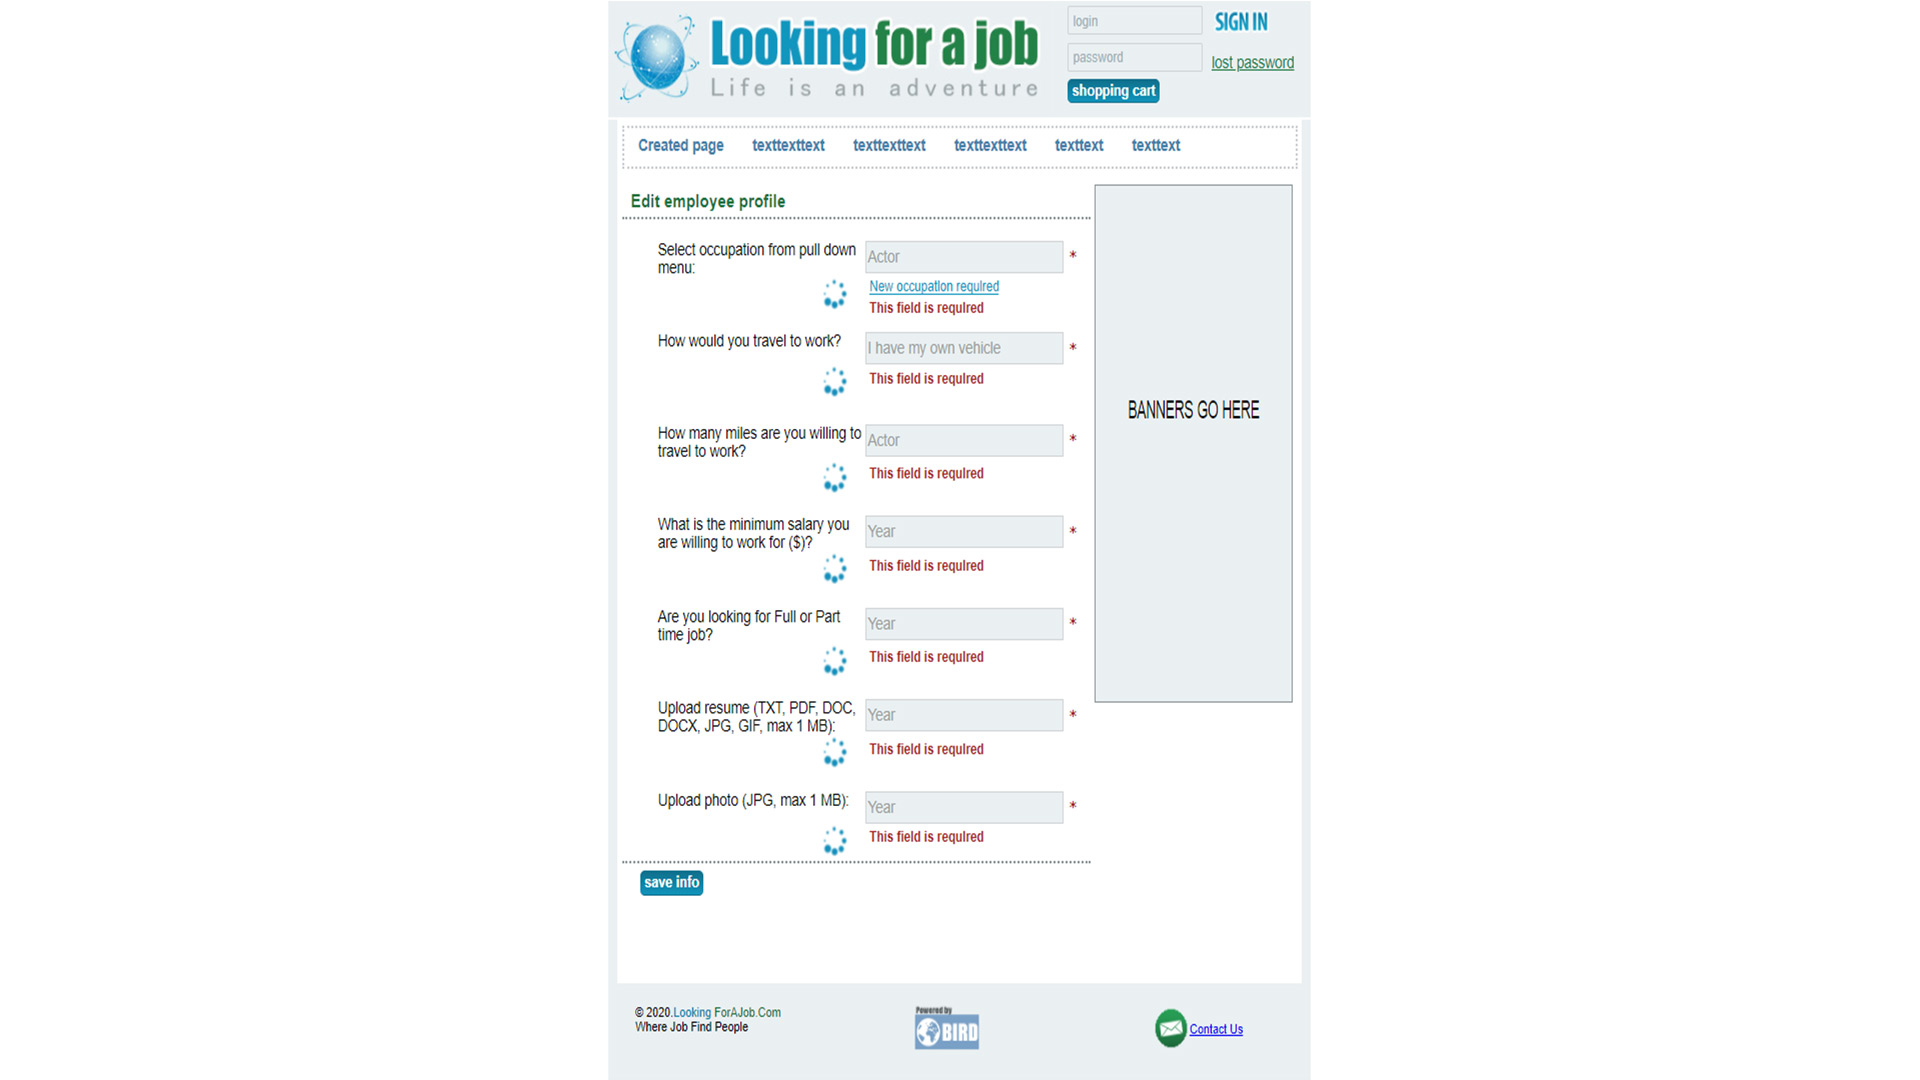 Looking for a job
Life is an adventure
login
SIGN IN
password
lost password
shopping cart
Created page texttexttext texttexttext texttexttext texttext texttext
Edit employee profile
Select occupation from pull down
menu:
Actor *
New occupation required
This field is required
How would you travel to work?
I have my own vehicle *
This field is required
How many miles are you willing to
travel to work?
Actor *
This field is required
What is the minimum salary you
are willing to work for ($)?
Year *
This field is required
Are you looking for Full or Part
time job?
Year *
This field is required
Upload resume (TXT, PDF, DOC,
DOCX, JPG, GIF, max 1 MB):
Year *
This field is required
Upload photo (JPG, max 1 MB):
Year *
This field is required
save info
BANNERS GO HERE
© 2020.Looking ForAJob.Com
Where Job Find People
Powered by
BIRD
Contact Us